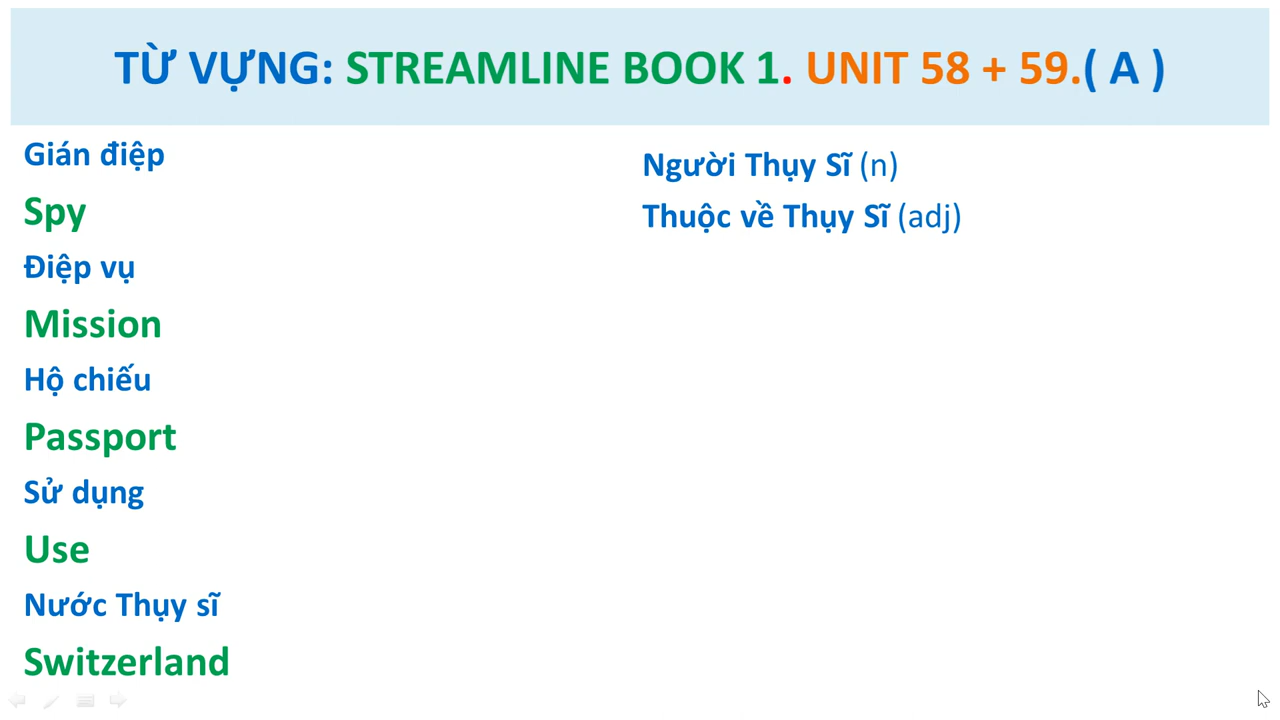 TỪ VỰNG: STREAMLINE BOOK 1. UNIT 58 + 59.( A )
Gián điệp
Spy
Điệp vụ
Mission
Hộ chiếu
Passport
Sử dụng
Use
Nước Thụy sĩ
Switzerland
Người Thụy Sĩ (n)
Thuộc về Thụy Sĩ (adj)